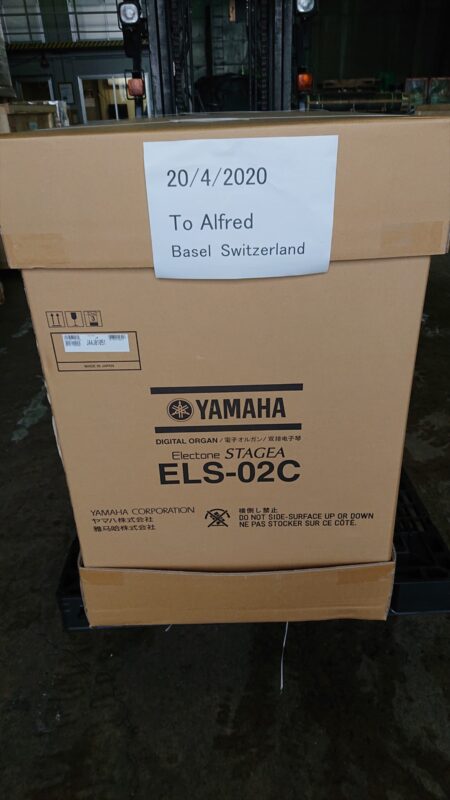 20/4/2020
To Alfred
Basel Switzerland
MADE IN JAPAN
YAMAHA
DIGITAL ORGAN／電子オルガン／双排电子琴
Electone STAGEA
ELS-02C
YAMAHA CORPORATION
ヤマハ株式会社
雅马哈株式会社
横倒し禁止
DO NOT SIDE-SURFACE UP OR DOWN
NE PAS STOCKER SUR CE CÔTÉ.